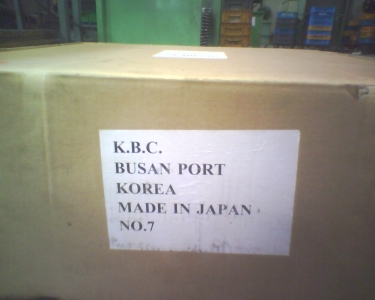 K.B.C.
BUSAN PORT
KOREA
MADE IN JAPAN
NO.7